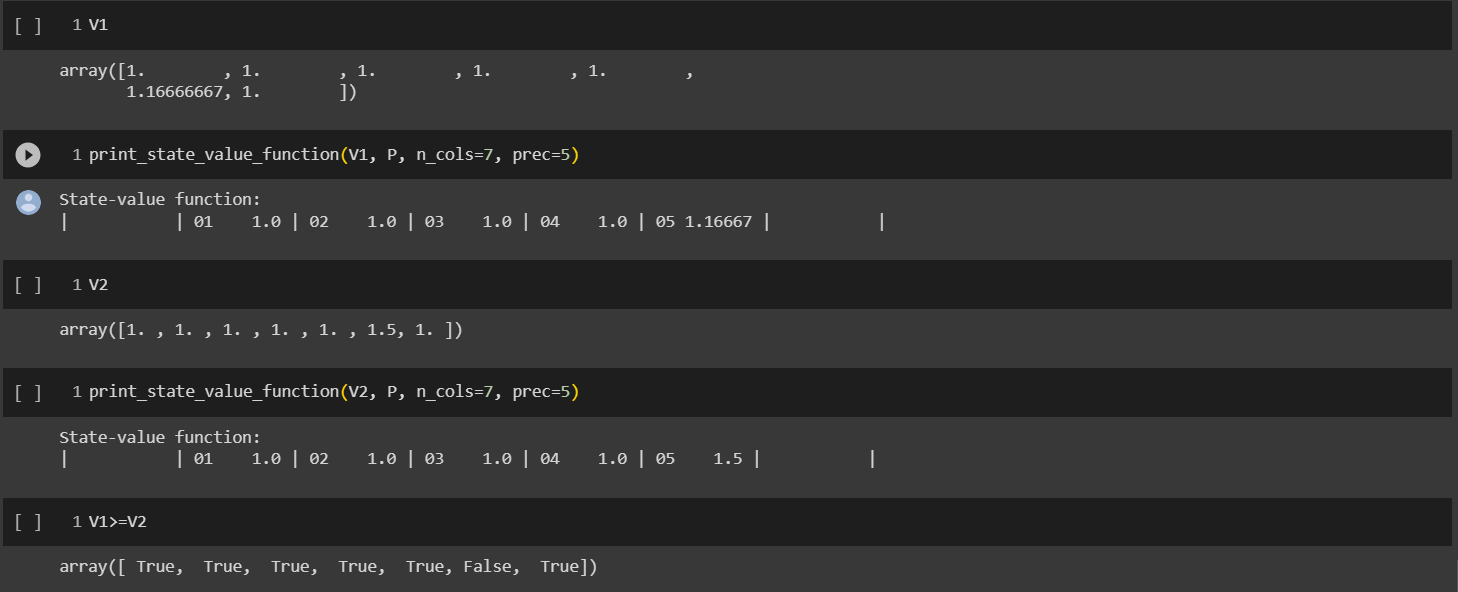 [ ] 1 V1
array([1.        , 1.        , 1.        , 1.        , 1.        ,
       1.16666667, 1.        ])
1 print_state_value_function(V1, P, n_cols=7, prec=5)
State-value function:
|           | 01    1.0 | 02    1.0 | 03    1.0 | 04    1.0 | 05 1.16667 |           |
[ ] 1 V2
array([1. , 1. , 1. , 1. , 1. , 1.5, 1. ])
[ ] 1 print_state_value_function(V2, P, n_cols=7, prec=5)
State-value function:
|           | 01    1.0 | 02    1.0 | 03    1.0 | 04    1.0 | 05    1.5 |           |
[ ] 1 V1>=V2
array([ True,  True,  True,  True,  True, False,  True])